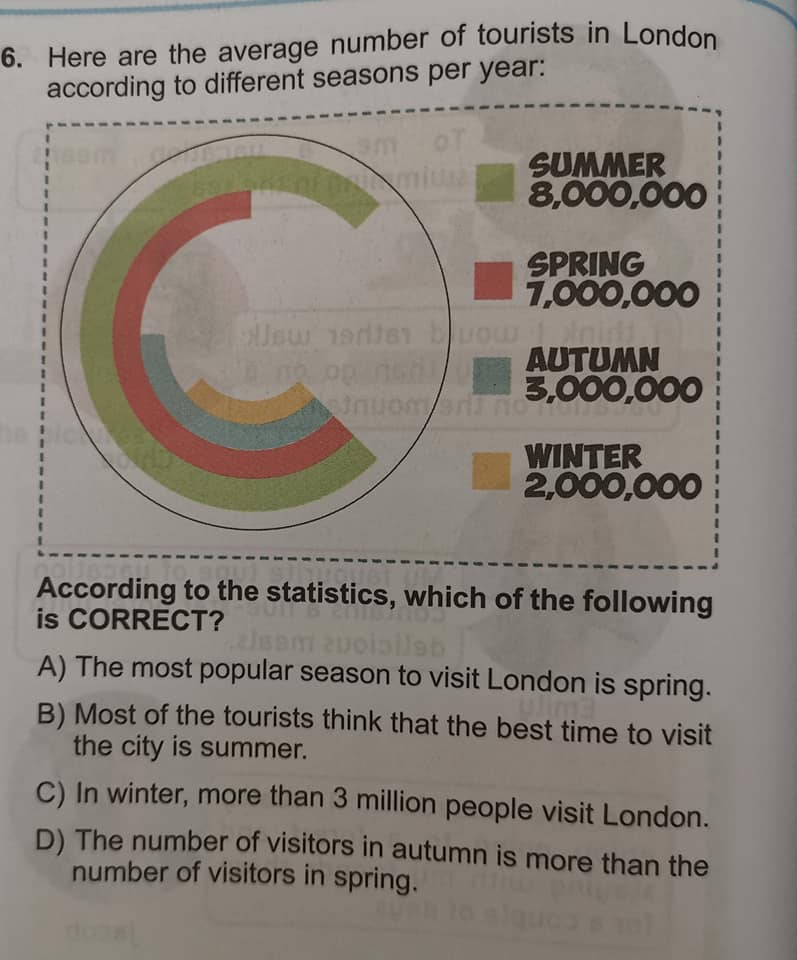 6. Here are the average number of tourists in London
according to different seasons per year:
SUMMER
8,000,000
SPRING
7,000,000
AUTUMN
3,000,000
WINTER
2,000,000
According to the statistics, which of the following
is CORRECT?
A) The most popular season to visit London is spring.
B) Most of the tourists think that the best time to visit
the city is summer.
C) In winter, more than 3 million people visit London.
D) The number of visitors in autumn is more than the
number of visitors in spring.